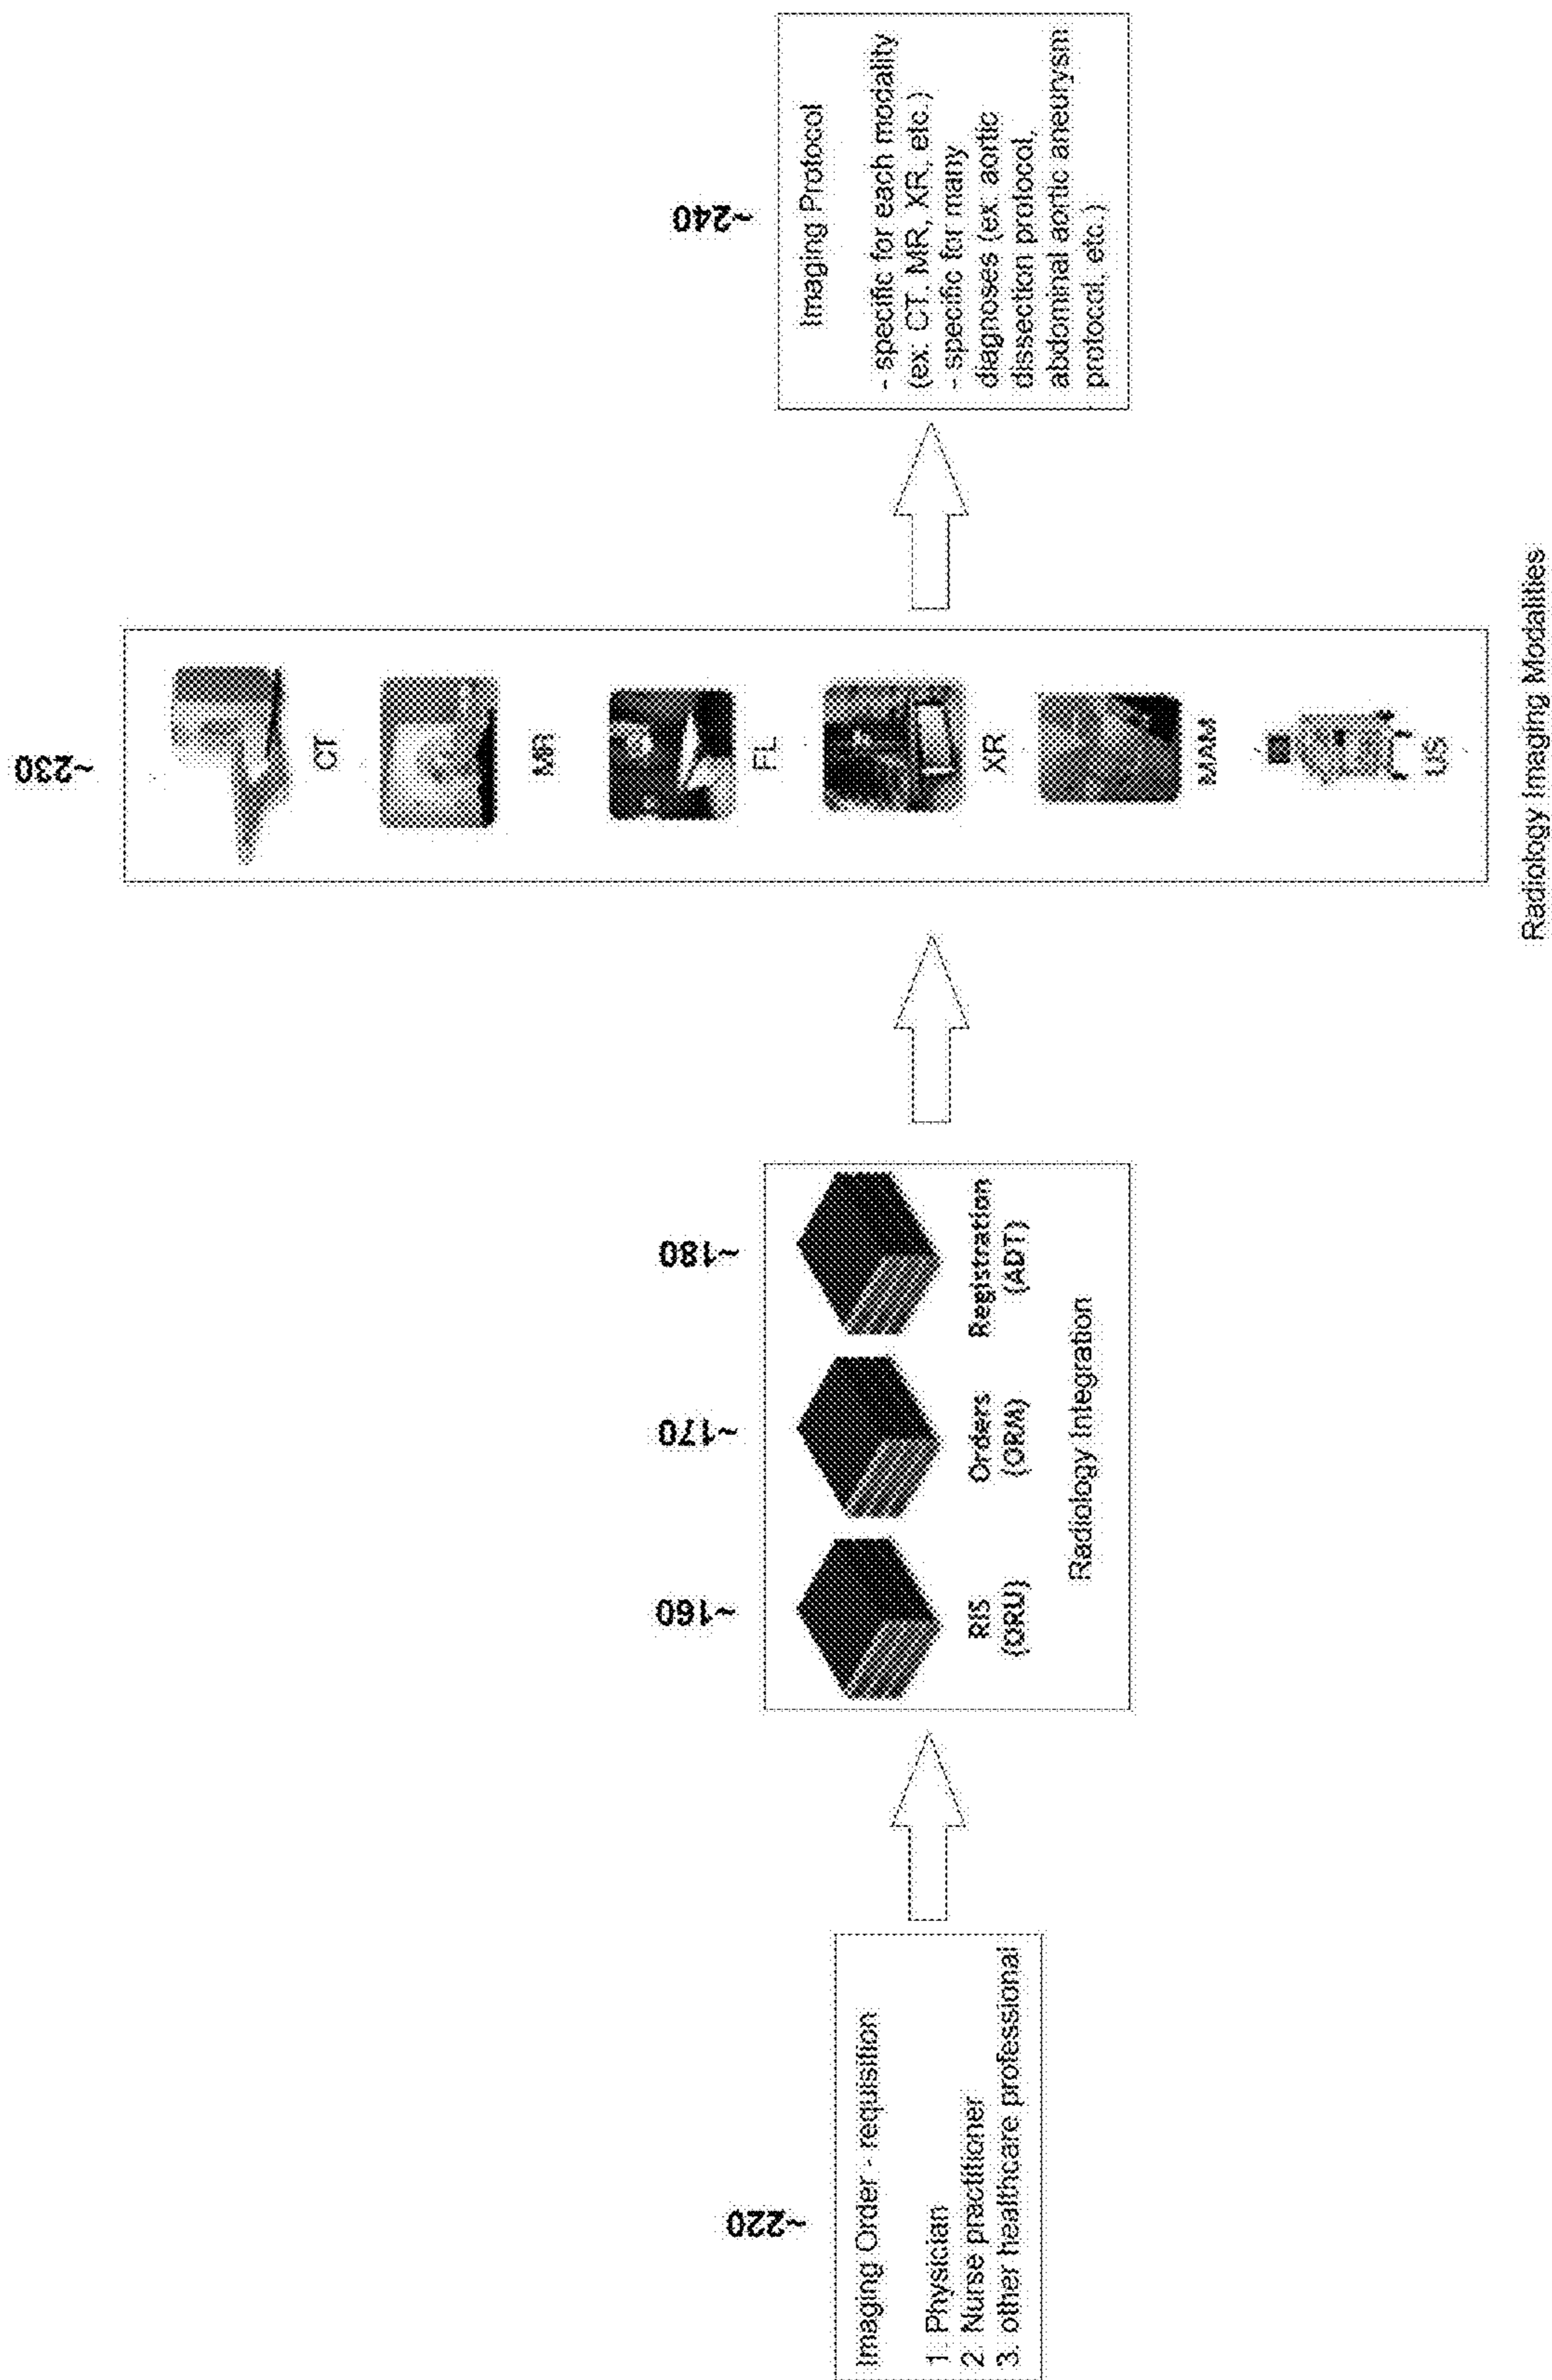 ~220
Imaging Order - requisition
1. Physician
2. Nurse practitioner
3. other healthcare professional
~160
RIS
(ORU)
~170
Orders
(ORM)
~180
Registration
(ADT)
Radiology Integration
~230
CT
MR
FL
XR
MAM
US
Radiology Imaging Modalities
~240
Imaging Protocol
- specific for each modality
(ex. CT, MR, XR, etc.)
- specific for many
diagnoses (ex. aortic
dissection protocol,
abdominal aortic aneurysm
protocal, etc.)